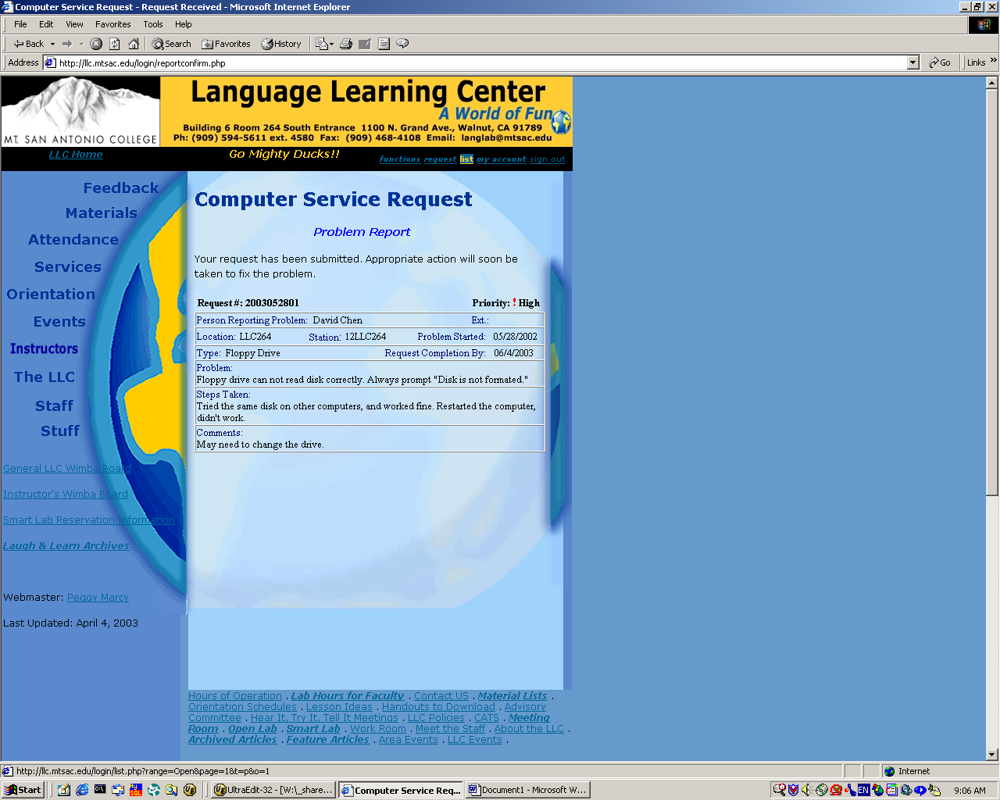 Computer Service Request - Request Received - Microsoft Internet Explorer
File Edit View Favorites Tools Help
Back Search Favorites History
Address http://llc.mtsac.edu/login/reportconfirm.php Go Links »
MT. SAN ANTONIO COLLEGE
Language Learning Center
A World of Fun
Building 6 Room 264 South Entrance 1100 N. Grand Ave., Walnut, CA 91789
Ph: (909) 594-5611 ext. 4580 Fax: (909) 468-4108 Email: langlab@mtsac.edu
LLC Home Go Mighty Ducks!! functions request list my account sign out
Feedback
Materials
Attendance
Services
Orientation
Events
Instructors
The LLC
Staff
Stuff
General LLC Wimba Board
Instructor's Wimba Board
Smart Lab Reservation Information
Laugh & Learn Archives
Webmaster: Peggy Marcy
Last Updated: April 4, 2003
Computer Service Request
Problem Report
Your request has been submitted. Appropriate action will soon be
taken to fix the problem.
Request #: 2003052801 Priority: ! High
Person Reporting Problem: David Chen Ext.:
Location: LLC264 Station: 12LLC264 Problem Started: 05/28/2002
Type: Floppy Drive Request Completion By: 06/4/2003
Problem:
Floppy drive can not read disk correctly. Always prompt "Disk is not formated."
Steps Taken:
Tried the same disk on other computers, and worked fine. Restarted the computer,
didn't work.
Comments:
May need to change the drive.
Hours of Operation . Lab Hours for Faculty . Contact US . Material Lists .
Orientation Schedules . Lesson Ideas . Handouts to Download . Advisory
Committee . Hear It, Try It, Tell It Meetings . LLC Policies . CATS . Meeting
Room . Open Lab . Smart Lab . Work Room . Meet the Staff . About the LLC .
Archived Articles . Feature Articles . Area Events . LLC Events .
http://llc.mtsac.edu/login/list.php?range=Open&page=1&t=p&o=1 Internet
Start UltraEdit-32 - [W:\_share... Computer Service Req... Document1 - Microsoft W... EN 9:06 AM